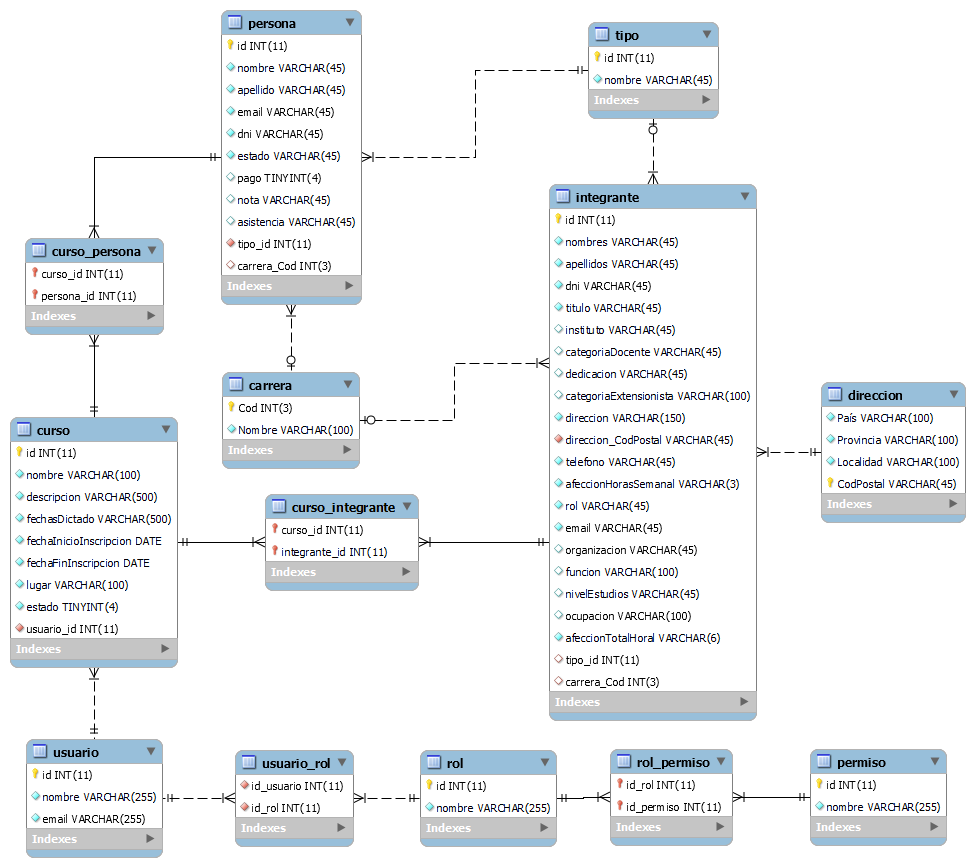 persona
id INT(11)
nombre VARCHAR(45)
apellido VARCHAR(45)
email VARCHAR(45)
dni VARCHAR(45)
estado VARCHAR(45)
pago TINYINT(4)
nota VARCHAR(45)
asistencia VARCHAR(45)
tipo_id INT(11)
carrera_Cod INT(3)
Indexes
tipo
id INT(11)
nombre VARCHAR(45)
Indexes
curso_persona
curso_id INT(11)
persona_id INT(11)
Indexes
carrera
Cod INT(3)
Nombre VARCHAR(100)
Indexes
integrante
id INT(11)
nombres VARCHAR(45)
apellidos VARCHAR(45)
dni VARCHAR(45)
titulo VARCHAR(45)
instituto VARCHAR(45)
categoriaDocente VARCHAR(45)
dedicacion VARCHAR(45)
categoriaExtensionista VARCHAR(100)
direccion VARCHAR(150)
direccion_CodPostal VARCHAR(45)
telefono VARCHAR(45)
afeccionHorasSemanal VARCHAR(3)
rol VARCHAR(45)
email VARCHAR(45)
organizacion VARCHAR(45)
funcion VARCHAR(100)
nivelEstudios VARCHAR(45)
ocupacion VARCHAR(100)
afeccionTotalHoral VARCHAR(6)
tipo_id INT(11)
carrera_Cod INT(3)
Indexes
direccion
País VARCHAR(100)
Provincia VARCHAR(100)
Localidad VARCHAR(100)
CodPostal VARCHAR(45)
Indexes
curso
id INT(11)
nombre VARCHAR(100)
descripcion VARCHAR(500)
fechasDictado VARCHAR(500)
fechaInicioInscripcion DATE
fechaFinInscripcion DATE
lugar VARCHAR(100)
estado TINYINT(4)
usuario_id INT(11)
Indexes
curso_integrante
curso_id INT(11)
integrante_id INT(11)
Indexes
usuario
id INT(11)
nombre VARCHAR(255)
email VARCHAR(255)
Indexes
usuario_rol
id_usuario INT(11)
id_rol INT(11)
Indexes
rol
id INT(11)
nombre VARCHAR(255)
Indexes
rol_permiso
id_rol INT(11)
id_permiso INT(11)
Indexes
permiso
id INT(11)
nombre VARCHAR(255)
Indexes